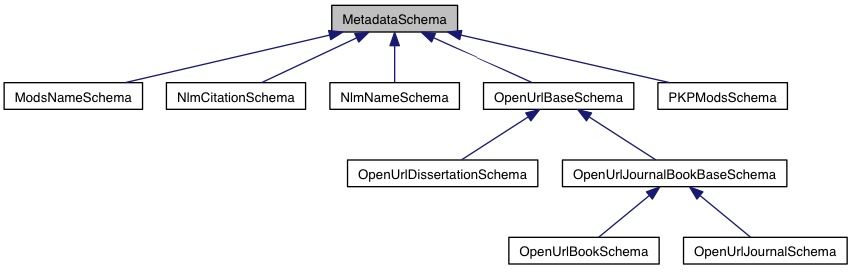 MetadataSchema
ModsNameSchema
NlmCitationSchema
NlmNameSchema
OpenUrlBaseSchema
PKPModsSchema
OpenUrlDissertationSchema
OpenUrlJournalBookBaseSchema
OpenUrlBookSchema
OpenUrlJournalSchema